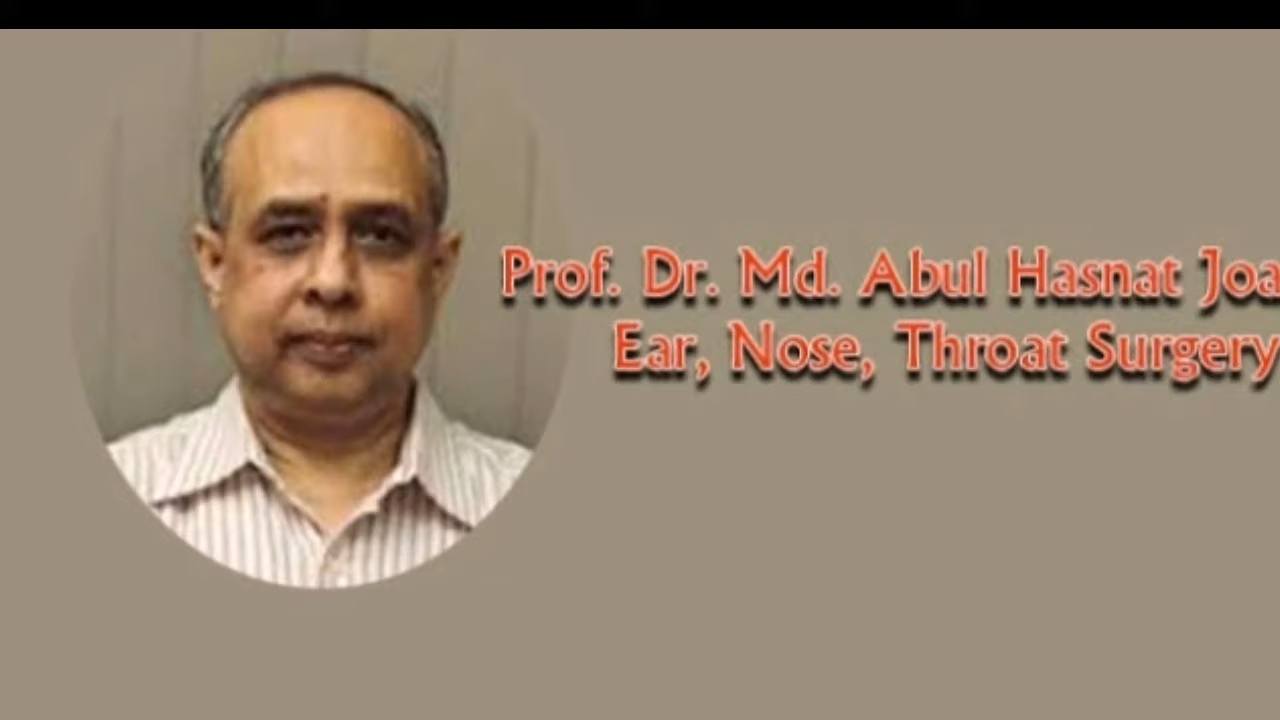 Prof. Dr. Md. Abul Hasnat Joa
Ear, Nose, Throat Surgery